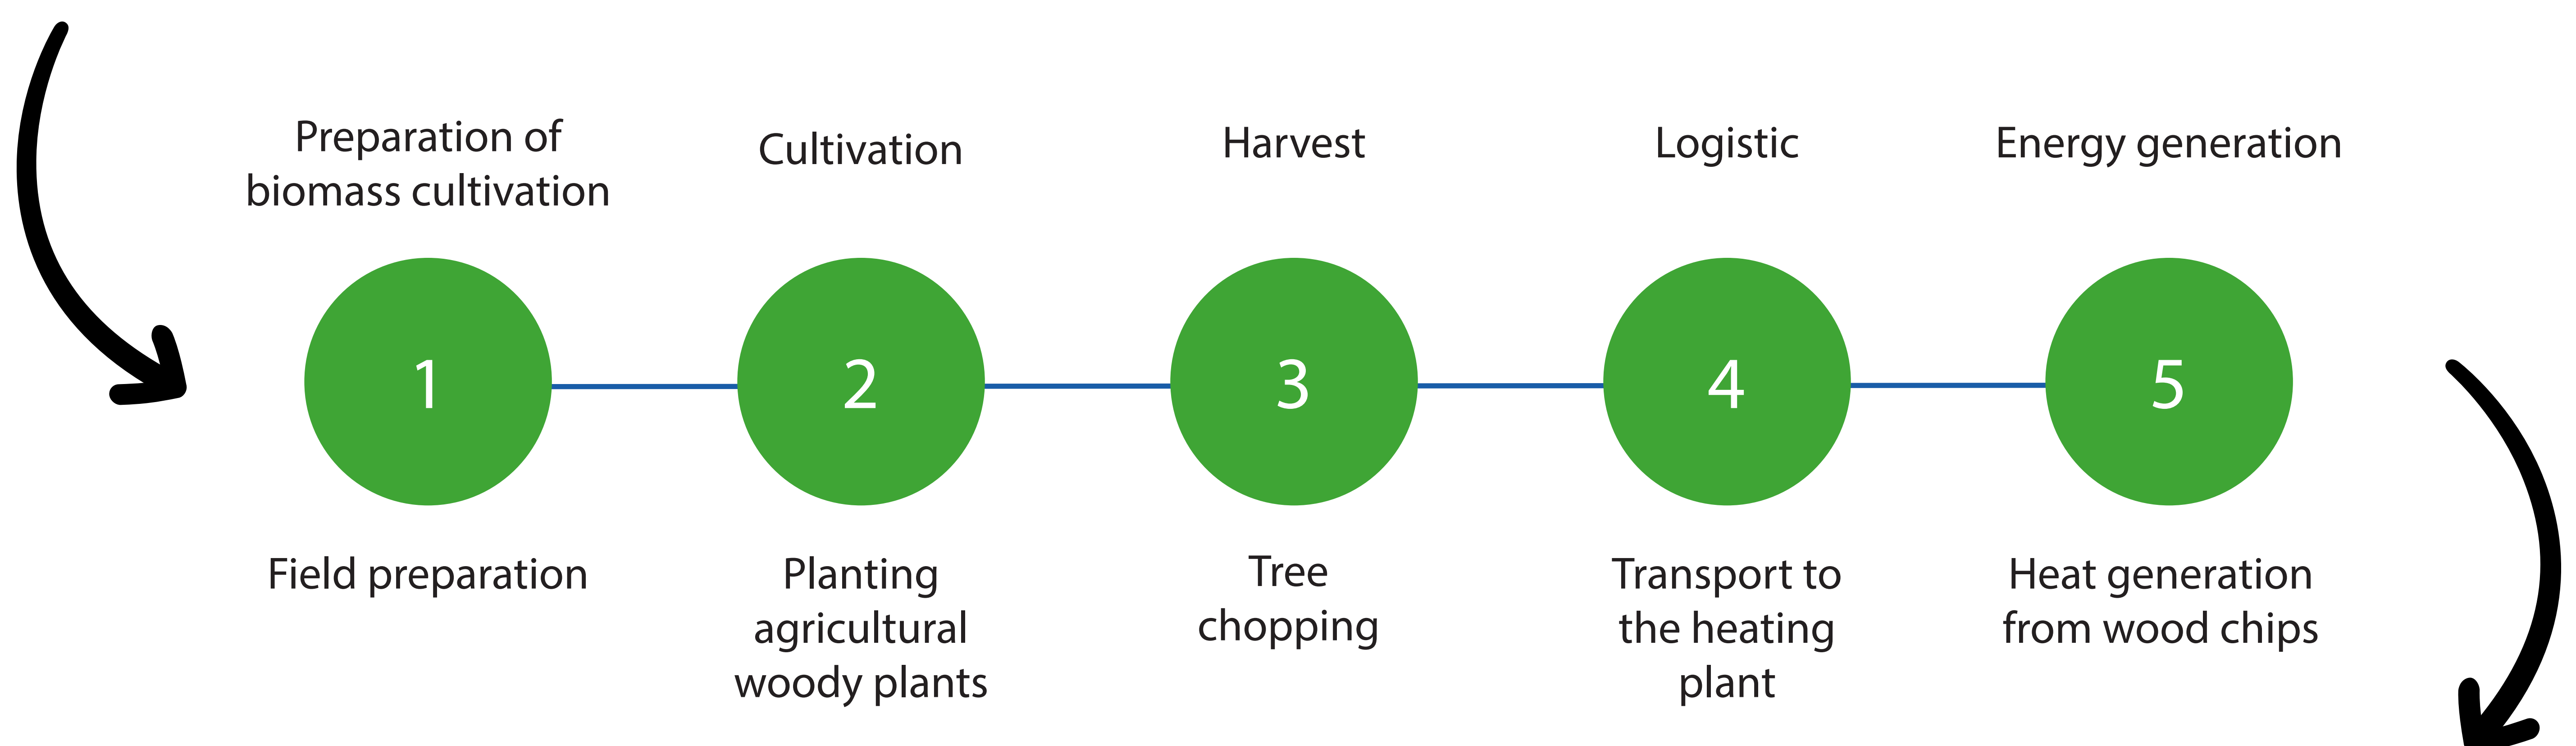 Preparation of
biomass cultivation
Cultivation
Harvest
Logistic
Energy generation
1
2
3
4
5
Field preparation
Planting
agricultural
woody plants
Tree
chopping
Transport to
the heating
plant
Heat generation
from wood chips